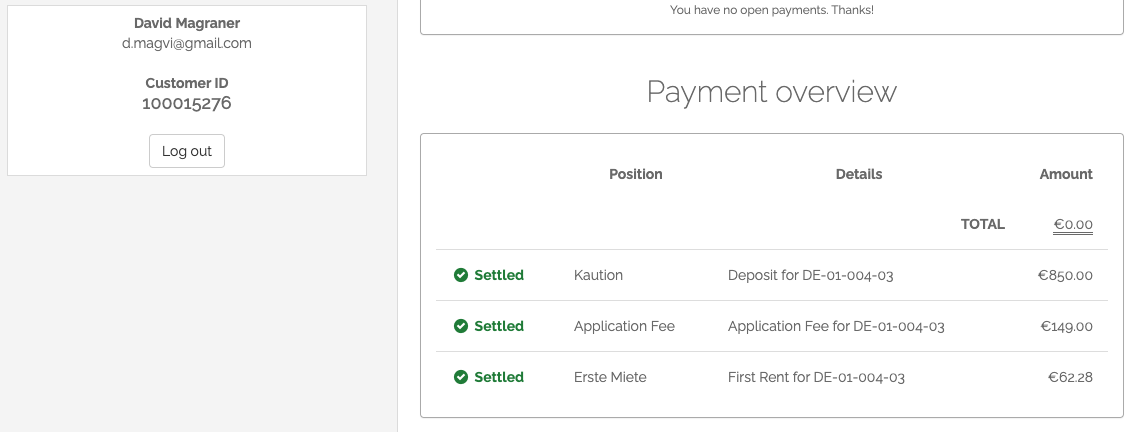 David Magraner
d.magvi@gmail.com
Customer ID
100015276
Log out
You have no open payments. Thanks!
Payment overview
Position Details Amount
TOTAL €0.00
Settled Kaution Deposit for DE-01-004-03 €850.00
Settled Application Fee Application Fee for DE-01-004-03 €149.00
Settled Erste Miete First Rent for DE-01-004-03 €62.28